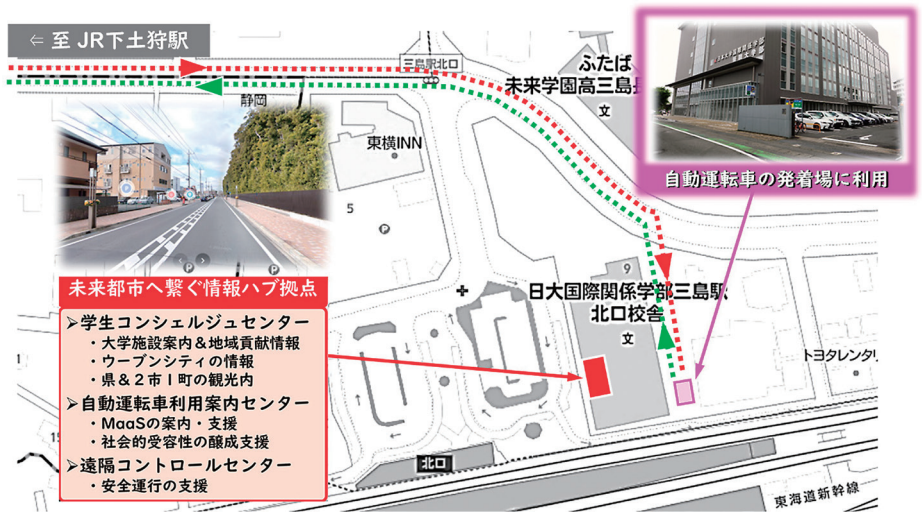 ⇐ 至 JR下土狩駅
三島駅北口
ふたば
未来学園高三島長
文
静岡
東横INN
5
P
自動運転車の発着場に利用
P
P
未来都市へ繋ぐ情報ハブ拠点
➢学生コンシェルジュセンター
・大学施設案内&地域貢献情報
・ウーブンシティの情報
・県&2市1町の観光内
➢自動運転車利用案内センター
・MaaSの案内・支援
・社会的受容性の醸成支援
➢遠隔コントロールセンター
・安全運行の支援
9
日大国際関係学部三島駅
北口校舎
文
トヨタレンタリ
P
北口
東海道新幹線